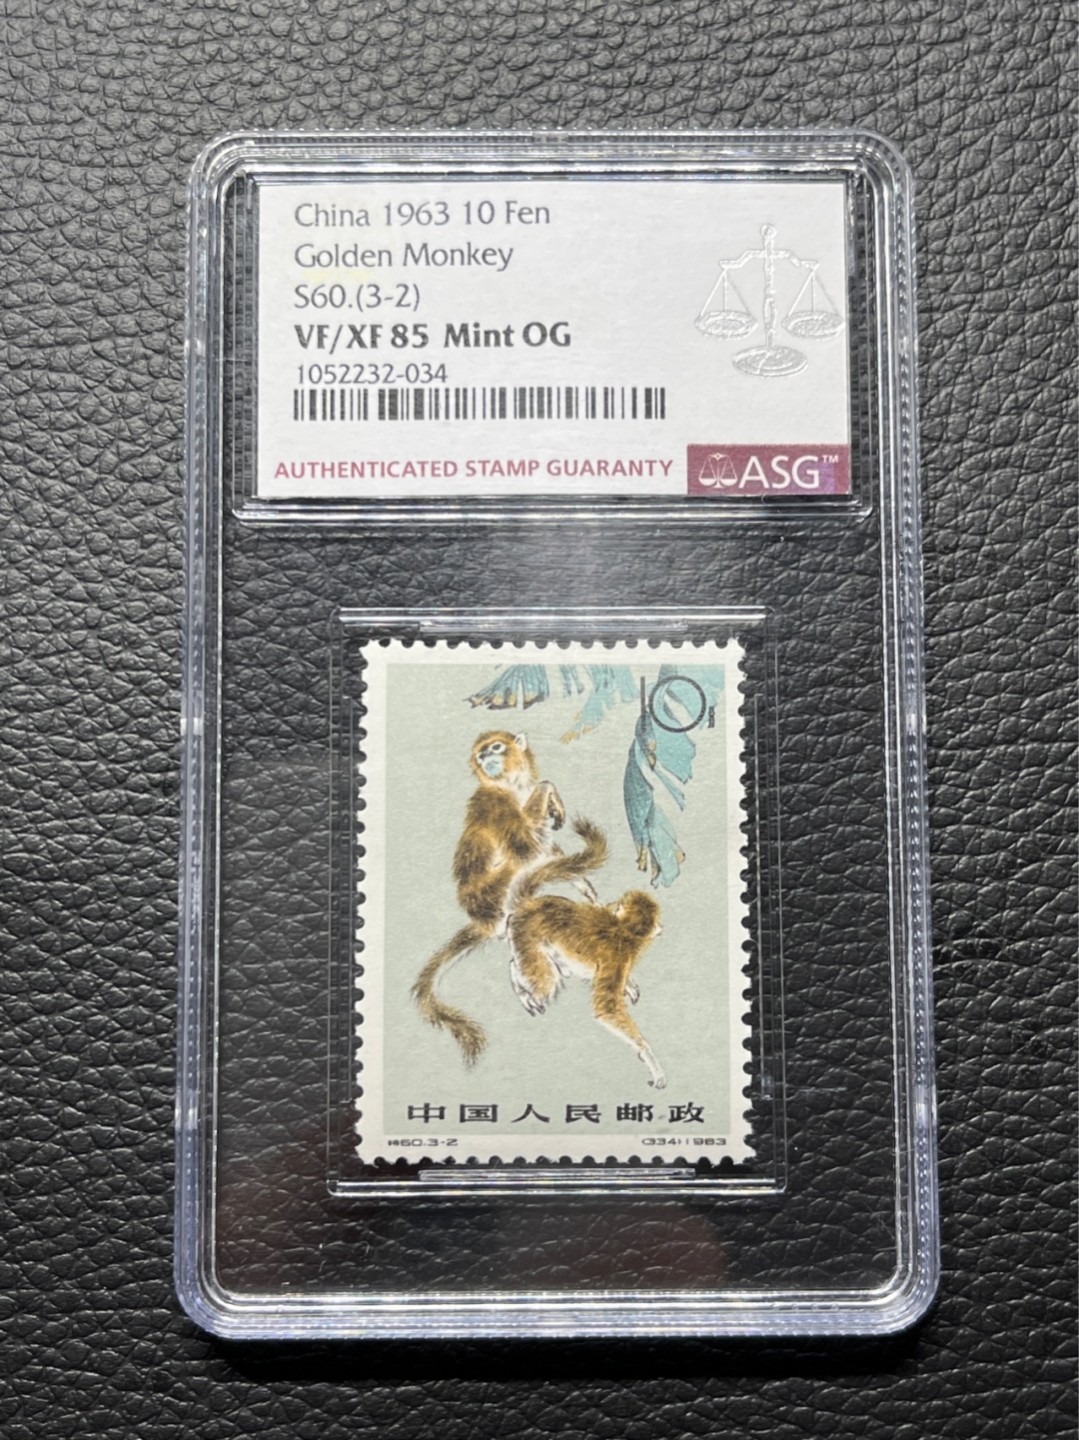 China 1963 10 Fen
Golden Monkey
S60.(3-2)
VF/XF 85 Mint OG
1052232-034
AUTHENTICATED STAMP GUARANTY
ASG™
10分
中国人民邮政
特60.3-2
(334)1963